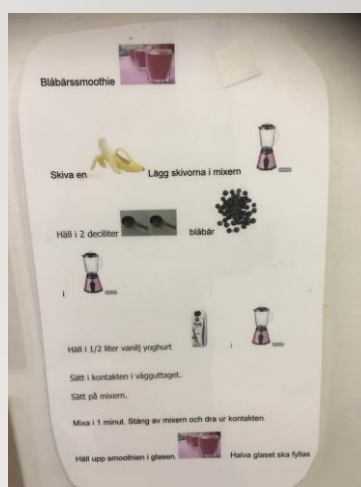 Blåbärssmoothie
Skiva en Lägg skivorna i mixern
Häll i 2 deciliter blåbär
i
Häll i 1/2 liter vanilj yoghurt i
Sätt i kontakten i vägguttaget.
Sätt på mixern.
Mixa i 1 minut. Stäng av mixern och dra ur kontakten.
Häll upp smoothien i glasen. Halva glaset ska fyllas